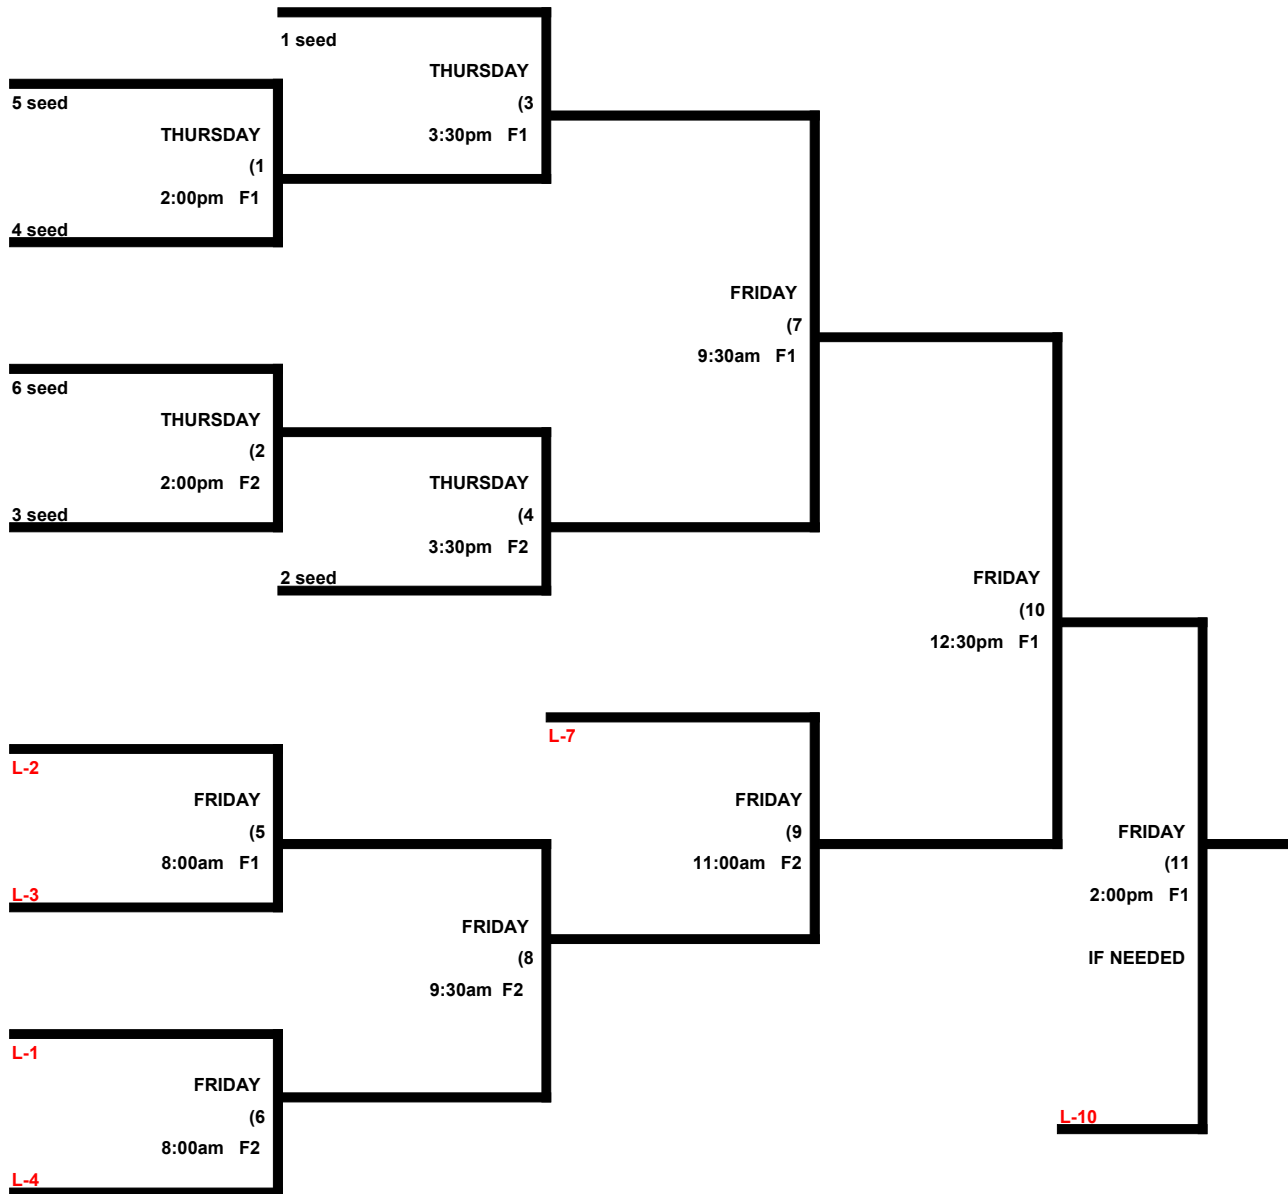 1 seed
THURSDAY
(3
3:30pm F1
5 seed
THURSDAY
(1
2:00pm F1
4 seed
FRIDAY
(7
9:30am F1
6 seed
THURSDAY
(2
2:00pm F2
3 seed
THURSDAY
(4
3:30pm F2
2 seed
FRIDAY
(10
12:30pm F1
L-7
L-2
FRIDAY
(5
8:00am F1
L-3
FRIDAY
(9
11:00am F2
FRIDAY
(11
2:00pm F1
IF NEEDED
FRIDAY
(8
9:30am F2
L-1
FRIDAY
(6
8:00am F2
L-4
L-10